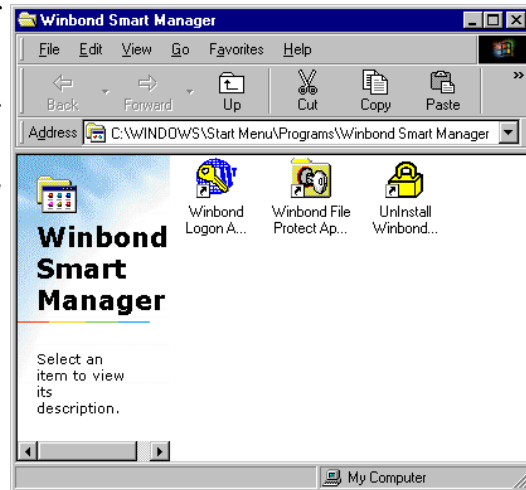 Winbond Smart Manager
File Edit View Go Favorites Help
Back Forward Up Cut Copy Paste »
Address C:\WINDOWS\Start Menu\Programs\Winbond Smart Manager
Winbond
Smart
Manager
Select an
item to view
its
description.
Winbond
Logon A...
Winbond File
Protect Ap...
UnInstall
Winbond...
My Computer